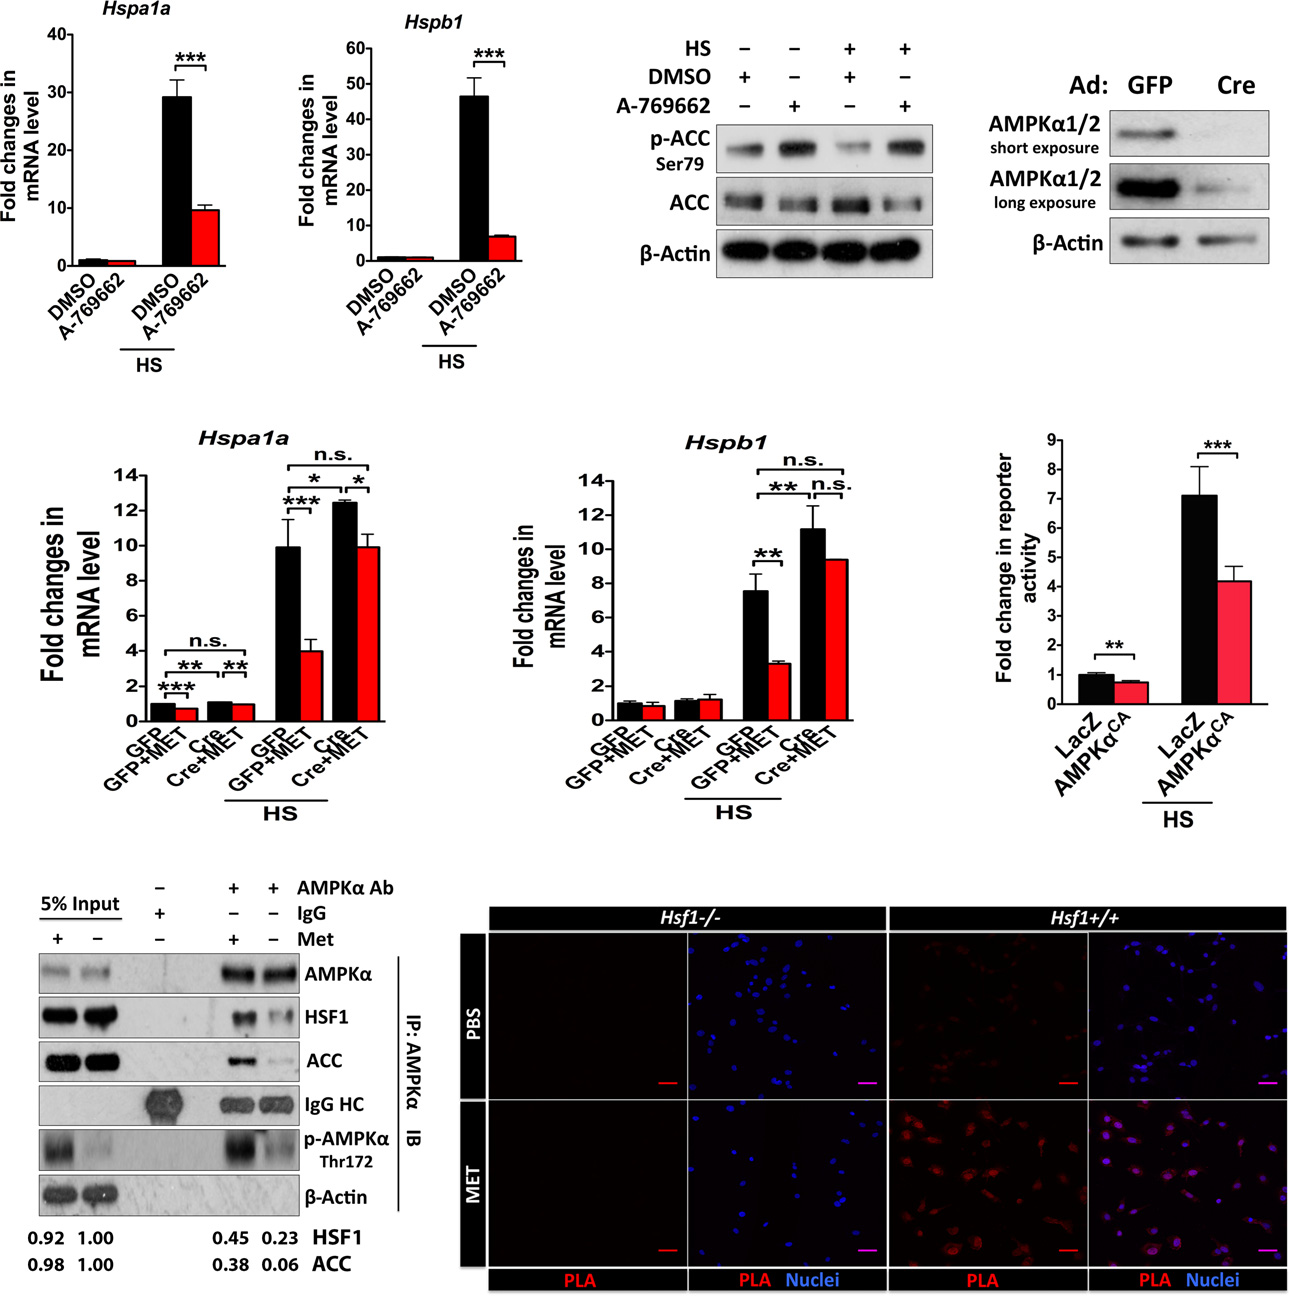 Hspa1a
Fold changes in
mRNA level
40
30
20
10
0
***
DMSO
A-769662
DMSO
A-769662
HS
Hspb1
Fold changes in
mRNA level
60
50
40
30
20
10
0
***
DMSO
A-769662
DMSO
A-769662
HS
HS − − + +
DMSO + − + −
A-769662 − + − +
p-ACC
Ser79
ACC
β-Actin
Ad: GFP Cre
AMPKα1/2
short exposure
AMPKα1/2
long exposure
β-Actin
Hspa1a
Fold changes in
mRNA level
14
12
10
8
6
4
2
0
n.s.
* *
***
n.s.
** **
***
GFP
GFP+MET
Cre
Cre+MET
GFP
GFP+MET
Cre
Cre+MET
HS
Hspb1
Fold changes in
mRNA level
14
12
10
8
6
4
2
0
n.s.
** n.s.
**
GFP
GFP+MET
Cre
Cre+MET
GFP
GFP+MET
Cre
Cre+MET
HS
Fold change in reporter
activity
9
8
7
6
5
4
3
2
1
0
***
**
LacZ
AMPKαCA
LacZ
AMPKαCA
HS
5% Input
− + + AMPKα Ab
+ − − IgG
+ − − + − Met
AMPKα
HSF1
ACC
IgG HC
p-AMPKα
Thr172
β-Actin
IP: AMPKα IB
0.92 1.00 0.45 0.23 HSF1
0.98 1.00 0.38 0.06 ACC
Hsf1-/- Hsf1+/+
PBS
MET
PLA PLA Nuclei PLA PLA Nuclei